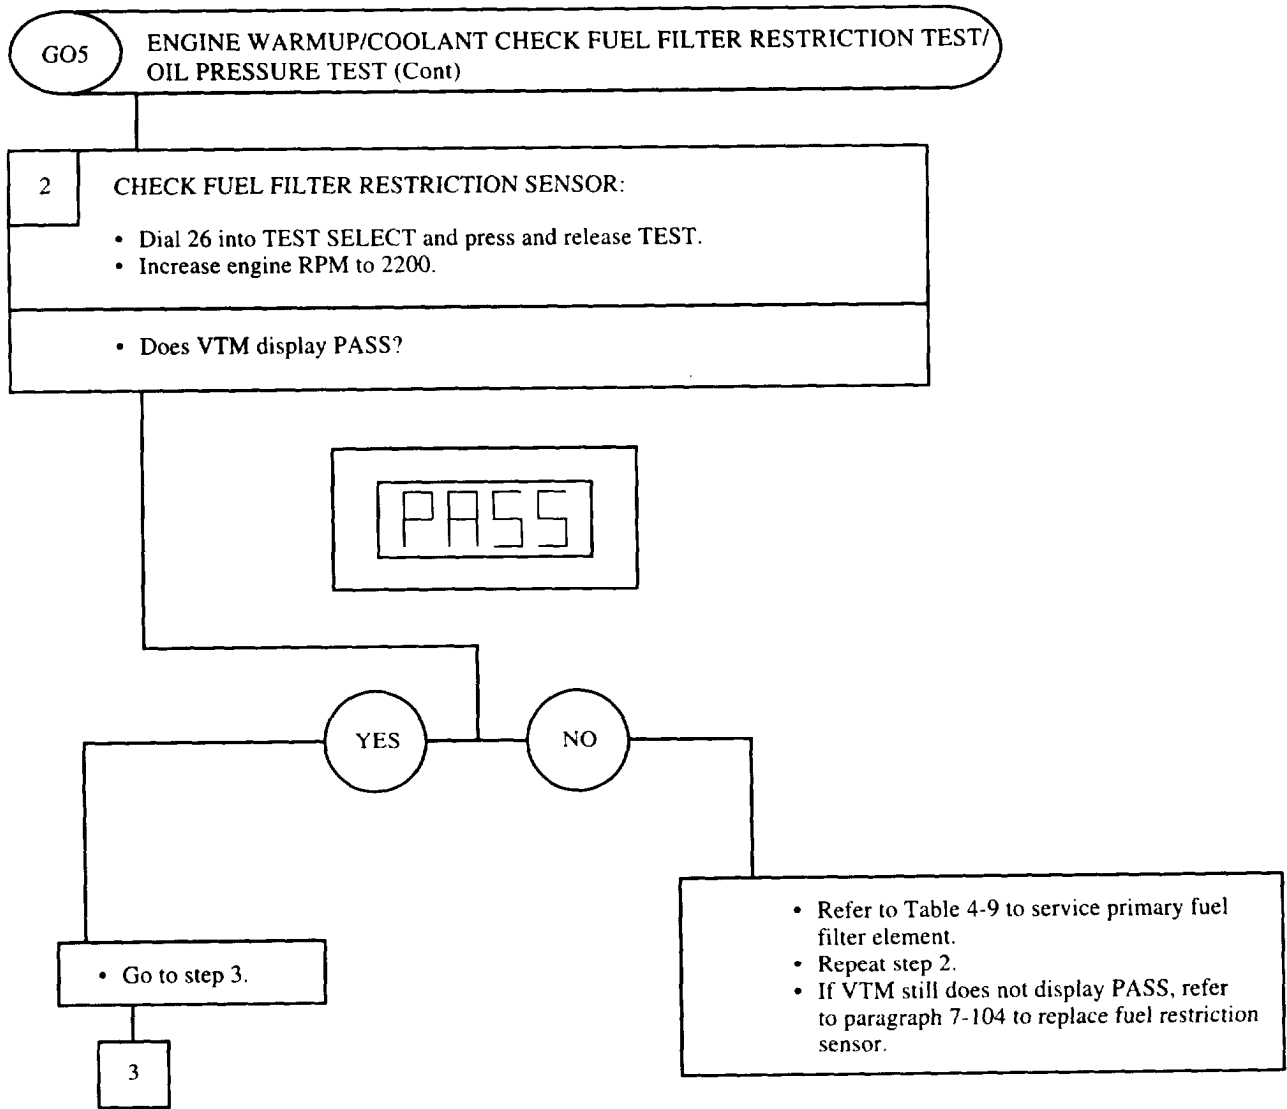 GO5
ENGINE WARMUP/COOLANT CHECK FUEL FILTER RESTRICTION TEST/
OIL PRESSURE TEST (Cont)
2
CHECK FUEL FILTER RESTRICTION SENSOR:
• Dial 26 into TEST SELECT and press and release TEST.
• Increase engine RPM to 2200.
• Does VTM display PASS?
PASS
YES
NO
• Go to step 3.
3
• Refer to Table 4-9 to service primary fuel
filter element.
• Repeat step 2.
• If VTM still does not display PASS, refer
to paragraph 7-104 to replace fuel restriction
sensor.